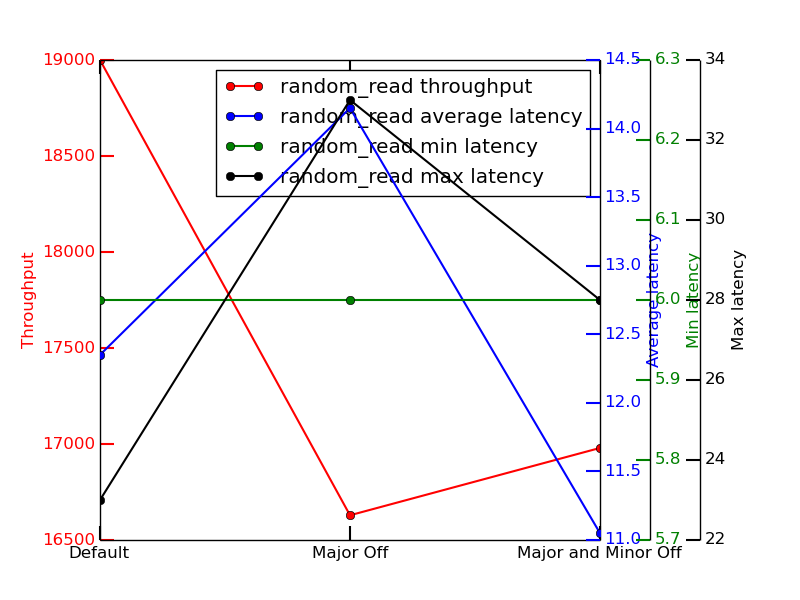 19000
18500
18000
17500
17000
16500
Throughput
random_read throughput
random_read average latency
random_read min latency
random_read max latency
14.5
14.0
13.5
13.0
12.5
12.0
11.5
11.0
Average latency
6.3
6.2
6.1
6.0
5.9
5.8
5.7
Min latency
34
32
30
28
26
24
22
Max latency
Default
Major Off
Major and Minor Off